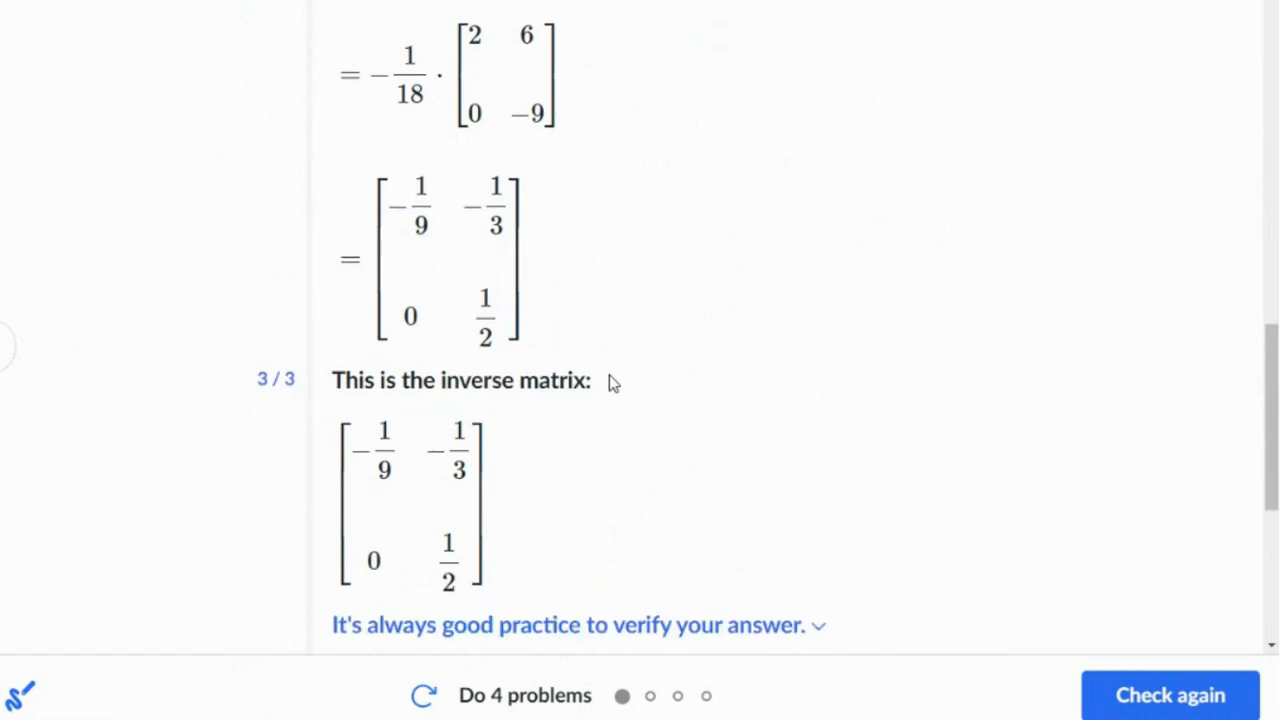 = − 1/18 · [2 6
0 −9]
= [−1/9 −1/3
0 1/2]
3 / 3 This is the inverse matrix:
[−1/9 −1/3
0 1/2]
It's always good practice to verify your answer.
Do 4 problems
Check again